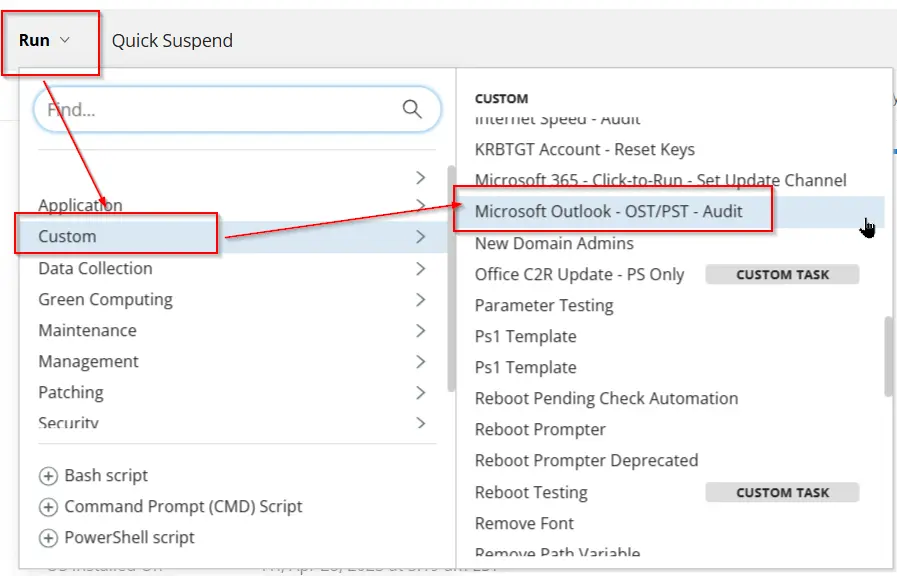 Run
Quick Suspend
Find...
Application
Custom
Data Collection
Green Computing
Maintenance
Management
Patching
Security
Bash script
Command Prompt (CMD) Script
PowerShell script
CUSTOM
Internet Speed - Audit
KRBTGT Account - Reset Keys
Microsoft 365 - Click-to-Run - Set Update Channel
Microsoft Outlook - OST/PST - Audit
New Domain Admins
Office C2R Update - PS Only CUSTOM TASK
Parameter Testing
Ps1 Template
Ps1 Template
Reboot Pending Check Automation
Reboot Prompter
Reboot Prompter Deprecated
Reboot Testing CUSTOM TASK
Remove Font
Remove Path Variable